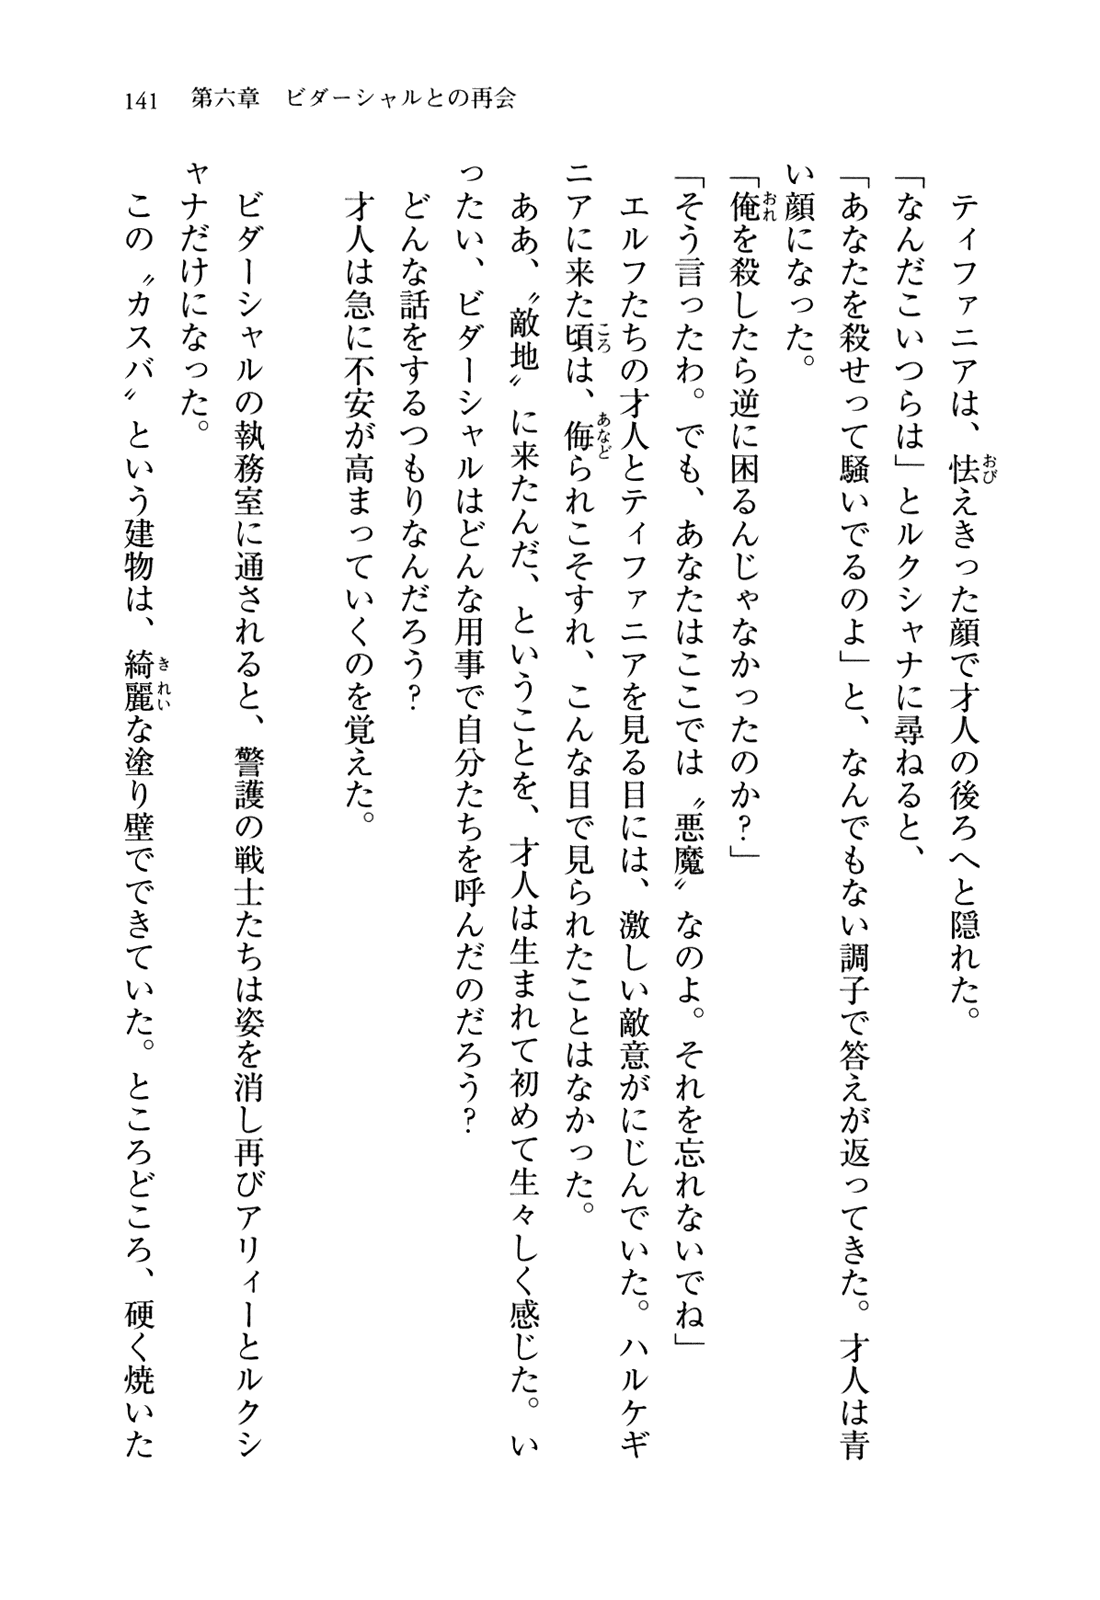 141　第六章　ビダーシャルとの再会
　ティファニアは、怯えきった顔で才人の後ろへと隠れた。
「なんだこいつらは」とルクシャナに尋ねると、
「あなたを殺せって騒いでるのよ」と、なんでもない調子で答えが返ってきた。才人は青
い顔になった。
「俺を殺したら逆に困るんじゃなかったのか？」
「そう言ったわ。でも、あなたはここでは〝悪魔〟なのよ。それを忘れないでね」
　エルフたちの才人とティファニアを見る目には、激しい敵意がにじんでいた。ハルケギ
ニアに来た頃は、侮られこそすれ、こんな目で見られたことはなかった。
　ああ、〝敵地〟に来たんだ、ということを、才人は生まれて初めて生々しく感じた。い
ったい、ビダーシャルはどんな用事で自分たちを呼んだのだろう？
　どんな話をするつもりなんだろう？
　才人は急に不安が高まっていくのを覚えた。
　ビダーシャルの執務室に通されると、警護の戦士たちは姿を消し再びアリィーとルクシ
ャナだけになった。
　この〝カスバ〟という建物は、綺麗な塗り壁でできていた。ところどころ、硬く焼いた